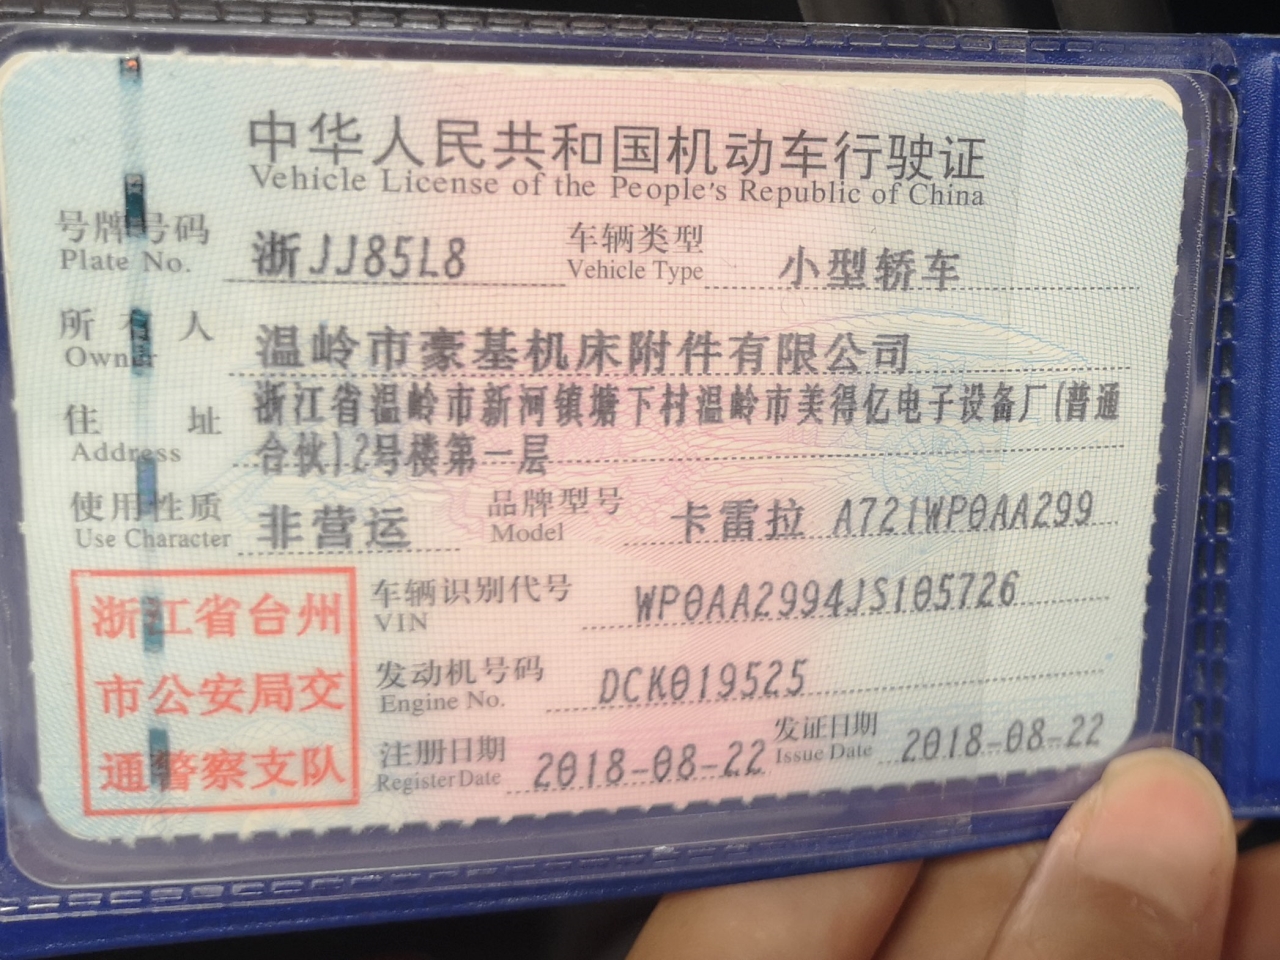 中华人民共和国机动车行驶证
Vehicle License of the People's Republic of China
号牌号码 浙JJ85L8 车辆类型 小型轿车
Plate No. Vehicle Type
所有人 温岭市豪基机床附件有限公司
Owner
住址 浙江省温岭市新河镇塘下村温岭市美得亿电子设备厂(普通
Address 合伙)2号楼第一层
使用性质 非营运 品牌型号 卡雷拉 A721WP0AA299
Use Character Model
浙江省台州
市公安局交
通警察支队
车辆识别代号 WP0AA2994JS105726
VIN
发动机号码 DCK019525
Engine No.
注册日期 2018-08-22 发证日期 2018-08-22
Register Date Issue Date